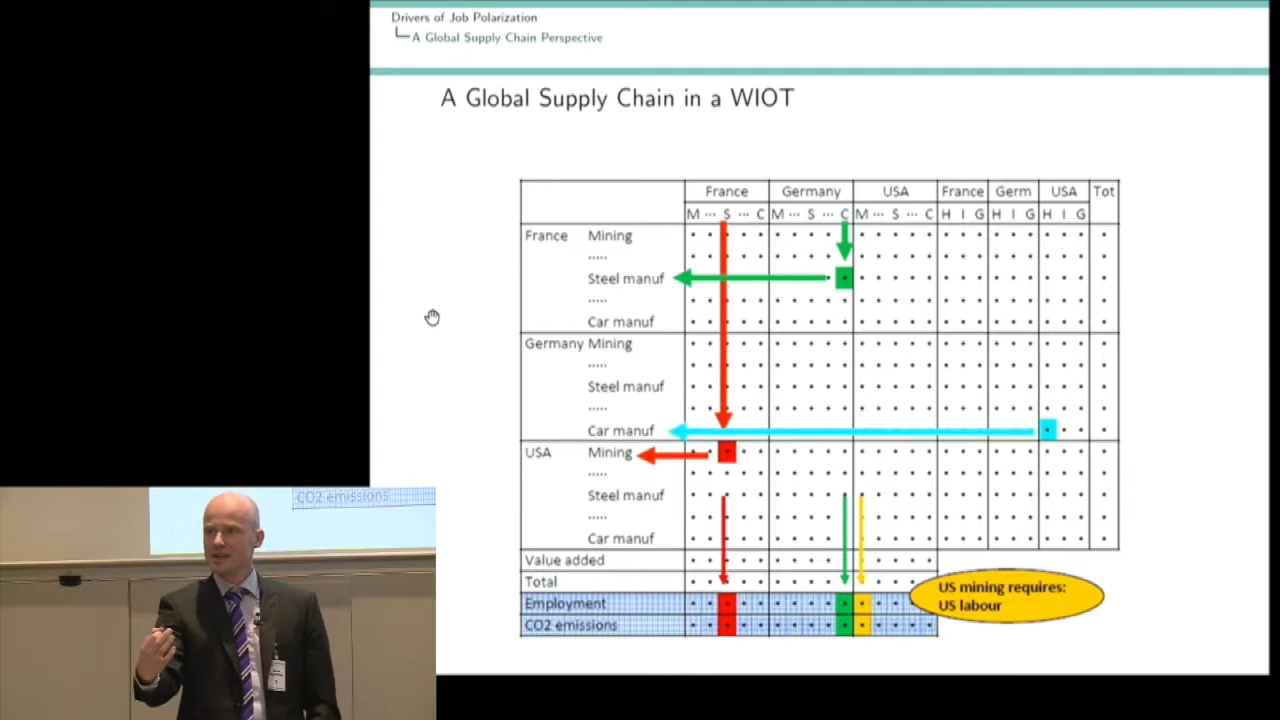 Drivers of Job Polarization
A Global Supply Chain Perspective
A Global Supply Chain in a WIOT
France Germany USA France Germ USA Tot
M ··· S ··· C M ··· S ··· C M ··· S ··· C H I G H I G H I G
France Mining
.....
Steel manuf
.....
Car manuf
Germany Mining
.....
Steel manuf
.....
Car manuf
USA Mining
.....
Steel manuf
.....
Car manuf
Value added
Total
Employment
CO2 emissions
US mining requires:
US labour
CO2 emissions